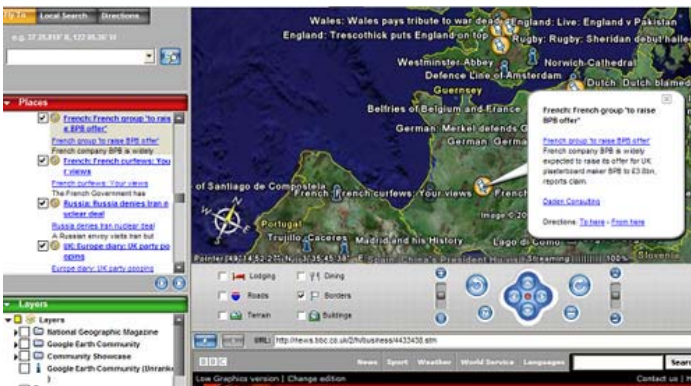 Fly To
Local Search
Directions
e.g. 37 25.818' N, 122 05.36' W
Places
French: French group 'to rais
e BPB offer'
French group 'to raise BPB offer'
French company BPB is widely
French: French curfews: You
r views
French curfews: Your views
The French Government has
Russia: Russia denies Iran n
uclear deal
Russia denies Iran nuclear deal
A Russian envoy visits Iran but
UK: Europe diary: UK party po
oping
Europe diary: UK party pooping
Layers
Layers
National Geographic Magazine
Google Earth Community
Community Showcase
Google Earth Community (Unranke
)
Wales: Wales pays tribute to war dead
England: Live: England v Pakistan
England: Trescothick puts England on top
Rugby: Rugby: Sheridan debut haile
Westminster Abbey
Norwich Cathedral
Defence Line of Amsterdam
Dutch: Dutch blamed
Guernsey
Belfries of Belgium and France
German: Merkel defends G
German: Germa
of Santiago de Compostela
French: French curfews: Your views
French
Image © 20
Portugal
Trujillo
Caceres
Madrid and his History
Lago di Como
Slovenia
E Spain: China's President Hu visit
Streaming
100%
French: French group 'to raise
BPB offer'
French group 'to raise BPB offer'
French company BPB is widely
expected to raise its offer for UK
plasterboard maker BPB to £3.8bn,
reports claim.
Daden Consulting
Directions: To here - From here
Lodging
Dining
Roads
Borders
Terrain
Buildings
URL: http://news.bbc.co.uk/2/hi/business/4433438.stm
BBC
News
Sport
Weather
World Service
Languages
Sear
Low Graphics version | Change edition
Contact us | H